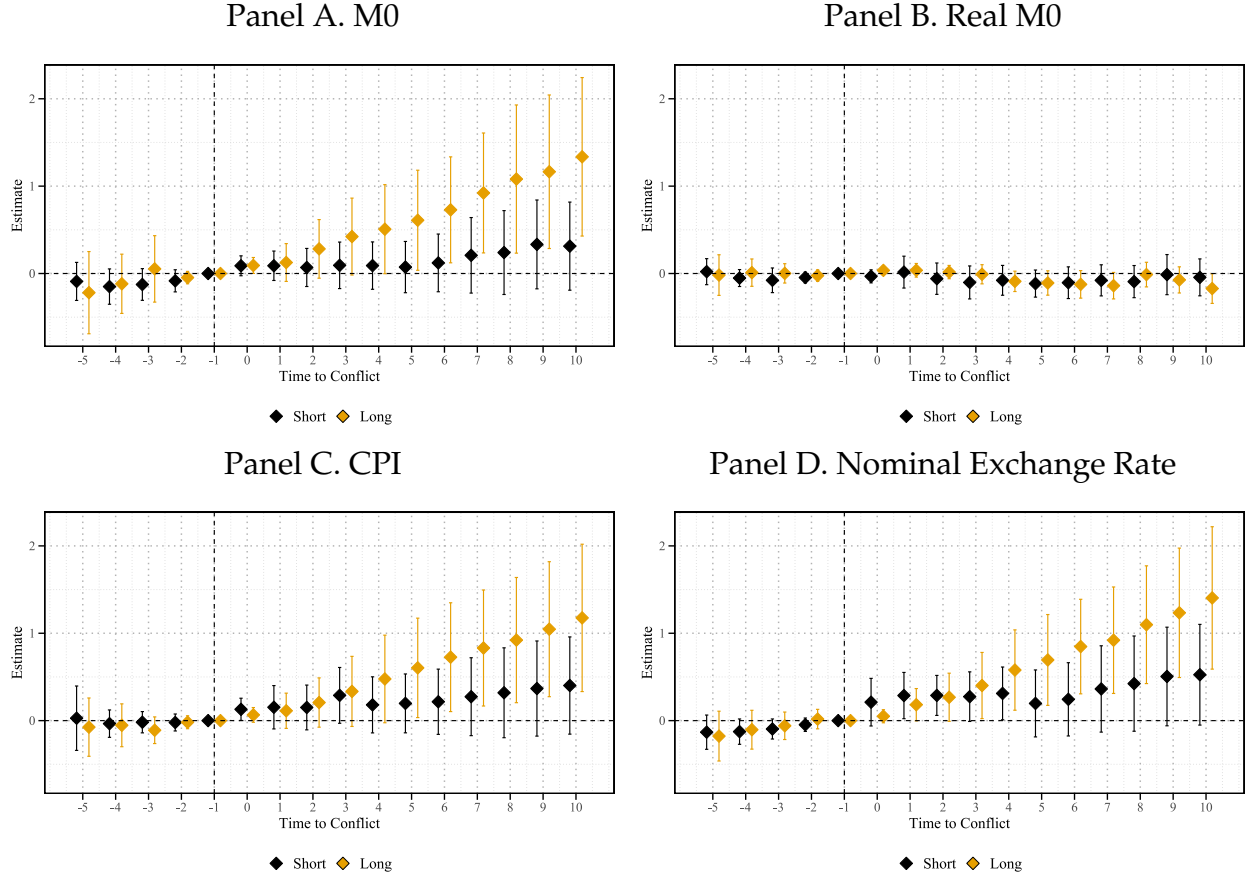 Panel A. M0
Panel B. Real M0
2
1
0
Estimate
-5 -4 -3 -2 -1 0 1 2 3 4 5 6 7 8 9 10
Time to Conflict
Short Long
2
1
0
Estimate
-5 -4 -3 -2 -1 0 1 2 3 4 5 6 7 8 9 10
Time to Conflict
Short Long
Panel C. CPI
Panel D. Nominal Exchange Rate
2
1
0
Estimate
-5 -4 -3 -2 -1 0 1 2 3 4 5 6 7 8 9 10
Time to Conflict
Short Long
2
1
0
Estimate
-5 -4 -3 -2 -1 0 1 2 3 4 5 6 7 8 9 10
Time to Conflict
Short Long